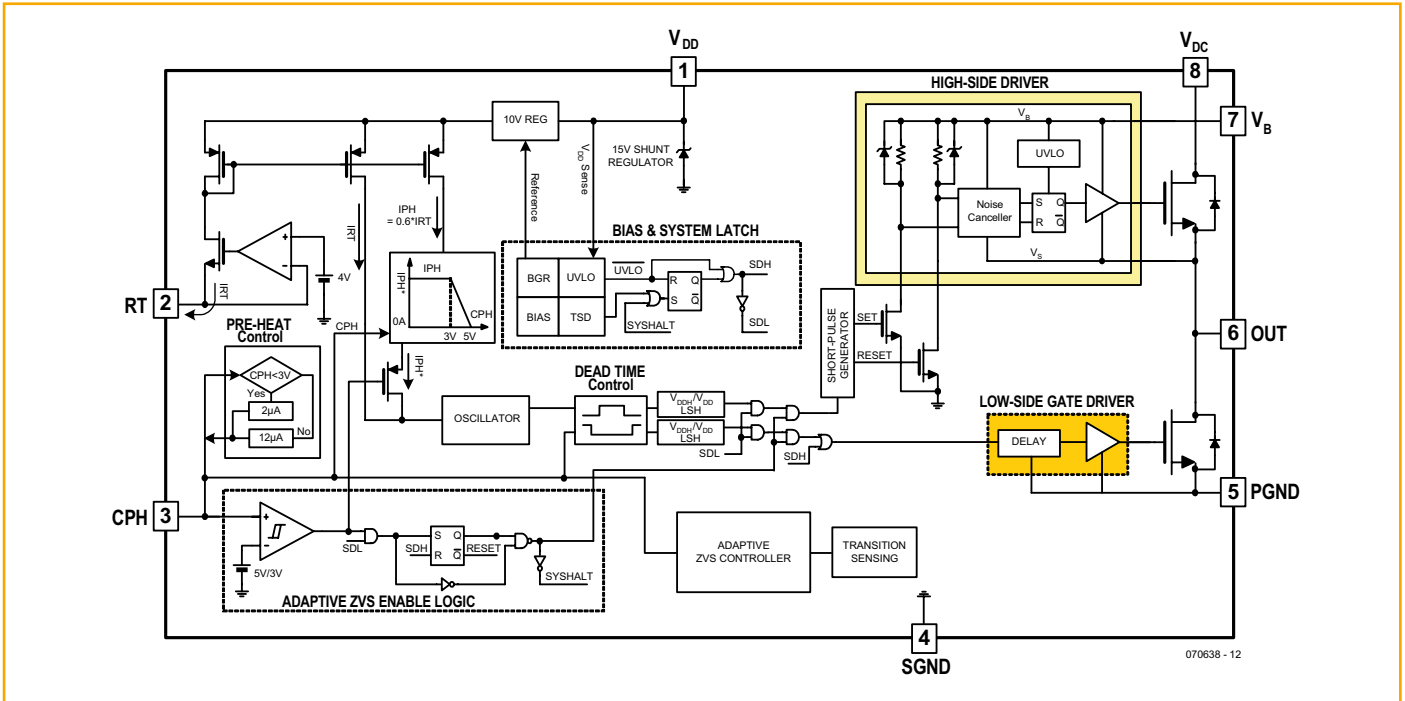 VDD
1
VDC
8
HIGH-SIDE DRIVER
VB
7 VB
10V REG
15V SHUNT
REGULATOR
VDD Sense
Reference
UVLO
Noise
Canceller
S Q
R Q
VS
IPH
= 0.6*IRT
IRT
BIAS & SYSTEM LATCH
BGR UVLO
BIAS TSD
UVLO
R Q
S Q
SDH
SDL
SYSHALT
4V
RT 2
IRT
IPH*
IPH
CPH
0A
3V 5V
CPH
IPH*
PRE-HEAT
Control
CPH<3V
Yes
2µA
No
12µA
SHORT-PULSE
GENERATOR
SET
RESET
6 OUT
DEAD TIME
Control
OSCILLATOR
VDDH/VDD
LSH
VDDH/VDD
LSH
SDL
SDH
LOW-SIDE GATE DRIVER
DELAY
5 PGND
CPH 3
+
-
5V/3V
SDL
SDH
S Q
R Q
RESET
SYSHALT
ADAPTIVE ZVS ENABLE LOGIC
ADAPTIVE
ZVS CONTROLLER
TRANSITION
SENSING
4
SGND
070638 - 12